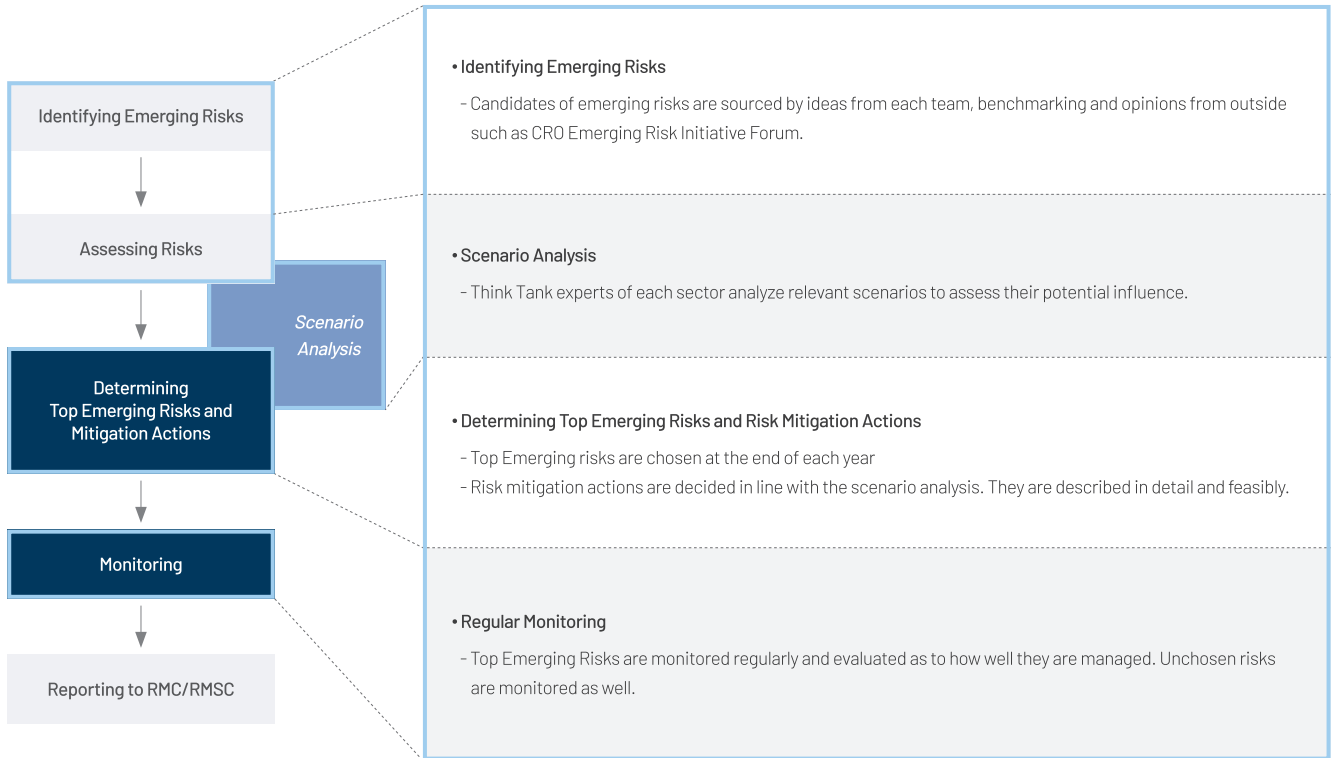 Identifying Emerging Risks
Assessing Risks
Scenario
Analysis
Determining
Top Emerging Risks and
Mitigation Actions
Monitoring
Reporting to RMC/RMSC
• Identifying Emerging Risks
- Candidates of emerging risks are sourced by ideas from each team, benchmarking and opinions from outside
such as CRO Emerging Risk Initiative Forum.
• Scenario Analysis
- Think Tank experts of each sector analyze relevant scenarios to assess their potential influence.
• Determining Top Emerging Risks and Risk Mitigation Actions
- Top Emerging risks are chosen at the end of each year
- Risk mitigation actions are decided in line with the scenario analysis. They are described in detail and feasibly.
• Regular Monitoring
- Top Emerging Risks are monitored regularly and evaluated as to how well they are managed. Unchosen risks
are monitored as well.